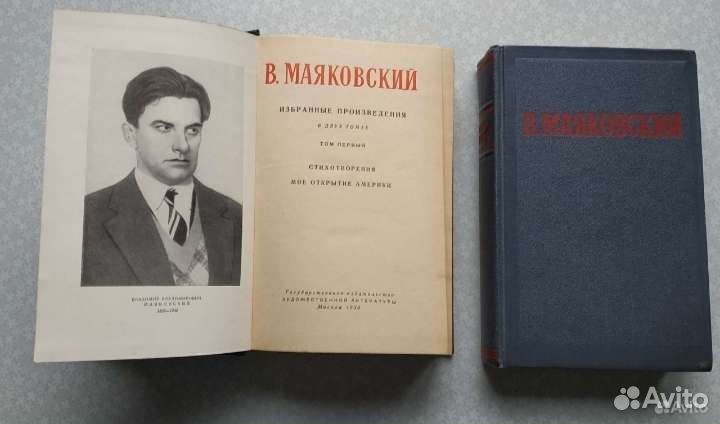 ВЛАДИМИР ВЛАДИМИРОВИЧ
МАЯКОВСКИЙ
В. МАЯКОВСКИЙ
ИЗБРАННЫЕ ПРОИЗВЕДЕНИЯ
В ДВУХ ТОМАХ
ТОМ ПЕРВЫЙ
СТИХОТВОРЕНИЯ
МОЕ ОТКРЫТИЕ АМЕРИКИ
Государственное издательство
ХУДОЖЕСТВЕННОЙ ЛИТЕРАТУРЫ
Москва
В. МАЯКОВСКИЙ
Avito